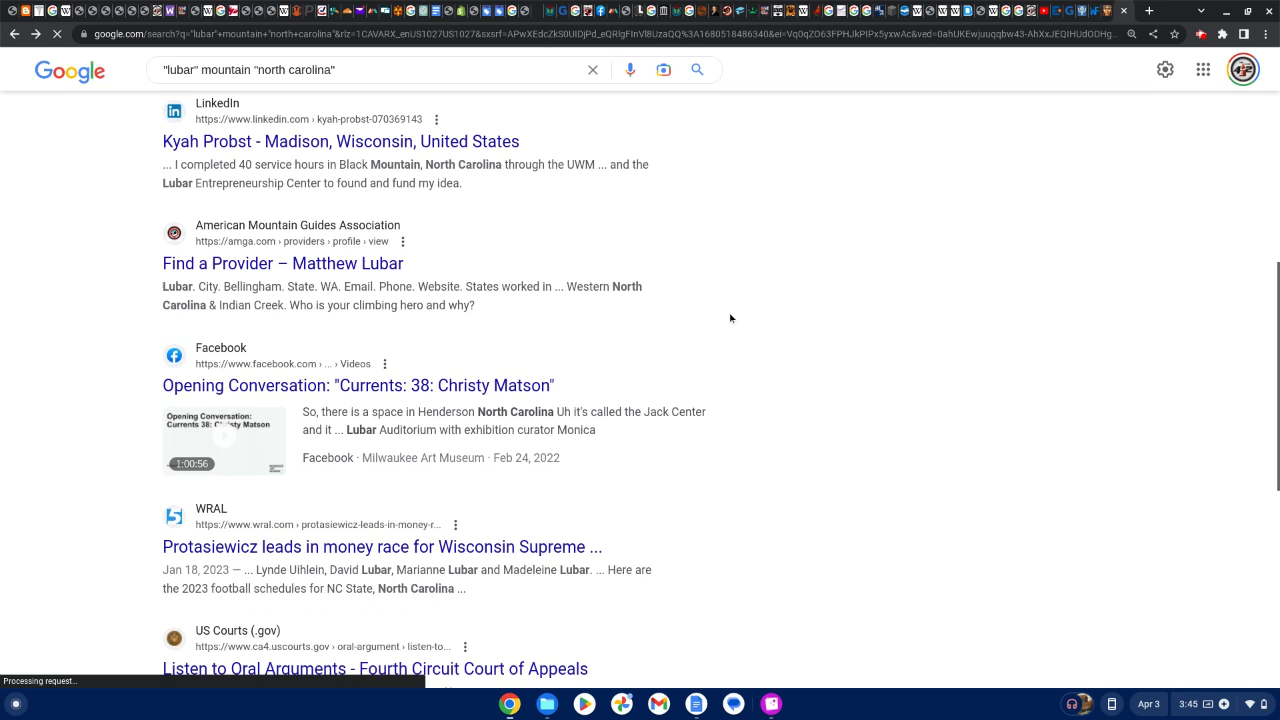 google.com/search?q="lubar"+mountain+"north+carolina"&rlz=1CAVARX_enUS1027US1027&sxsrf=APwXEdcZkS0UIDjPd_eQRlgFInVl8UzaQQ%3A1680518486340&ei=Vq0qZO63FPHJkPIPx5yxwAc&ved=0ahUKEwjuuqqbw43-AhXxJEQIHUdODHg...
Google
"lubar" mountain "north carolina"
LinkedIn
https://www.linkedin.com › kyah-probst-070369143
Kyah Probst - Madison, Wisconsin, United States
... I completed 40 service hours in Black Mountain, North Carolina through the UWM ... and the
Lubar Entrepreneurship Center to found and fund my idea.
American Mountain Guides Association
https://amga.com › providers › profile › view
Find a Provider – Matthew Lubar
Lubar. City. Bellingham. State. WA. Email. Phone. Website. States worked in ... Western North
Carolina & Indian Creek. Who is your climbing hero and why?
Facebook
https://www.facebook.com › ... › Videos
Opening Conversation: "Currents: 38: Christy Matson"
Opening Conversation:
Currents 38: Christy Matson
1:00:56
So, there is a space in Henderson North Carolina Uh it's called the Jack Center
and it ... Lubar Auditorium with exhibition curator Monica
Facebook · Milwaukee Art Museum · Feb 24, 2022
WRAL
https://www.wral.com › protasiewicz-leads-in-money-r...
Protasiewicz leads in money race for Wisconsin Supreme ...
Jan 18, 2023 — ... Lynde Uihlein, David Lubar, Marianne Lubar and Madeleine Lubar. ... Here are
the 2023 football schedules for NC State, North Carolina ...
US Courts (.gov)
https://www.ca4.uscourts.gov › oral-argument › listen-to...
Listen to Oral Arguments - Fourth Circuit Court of Appeals
Processing request...
Apr 3
3:45